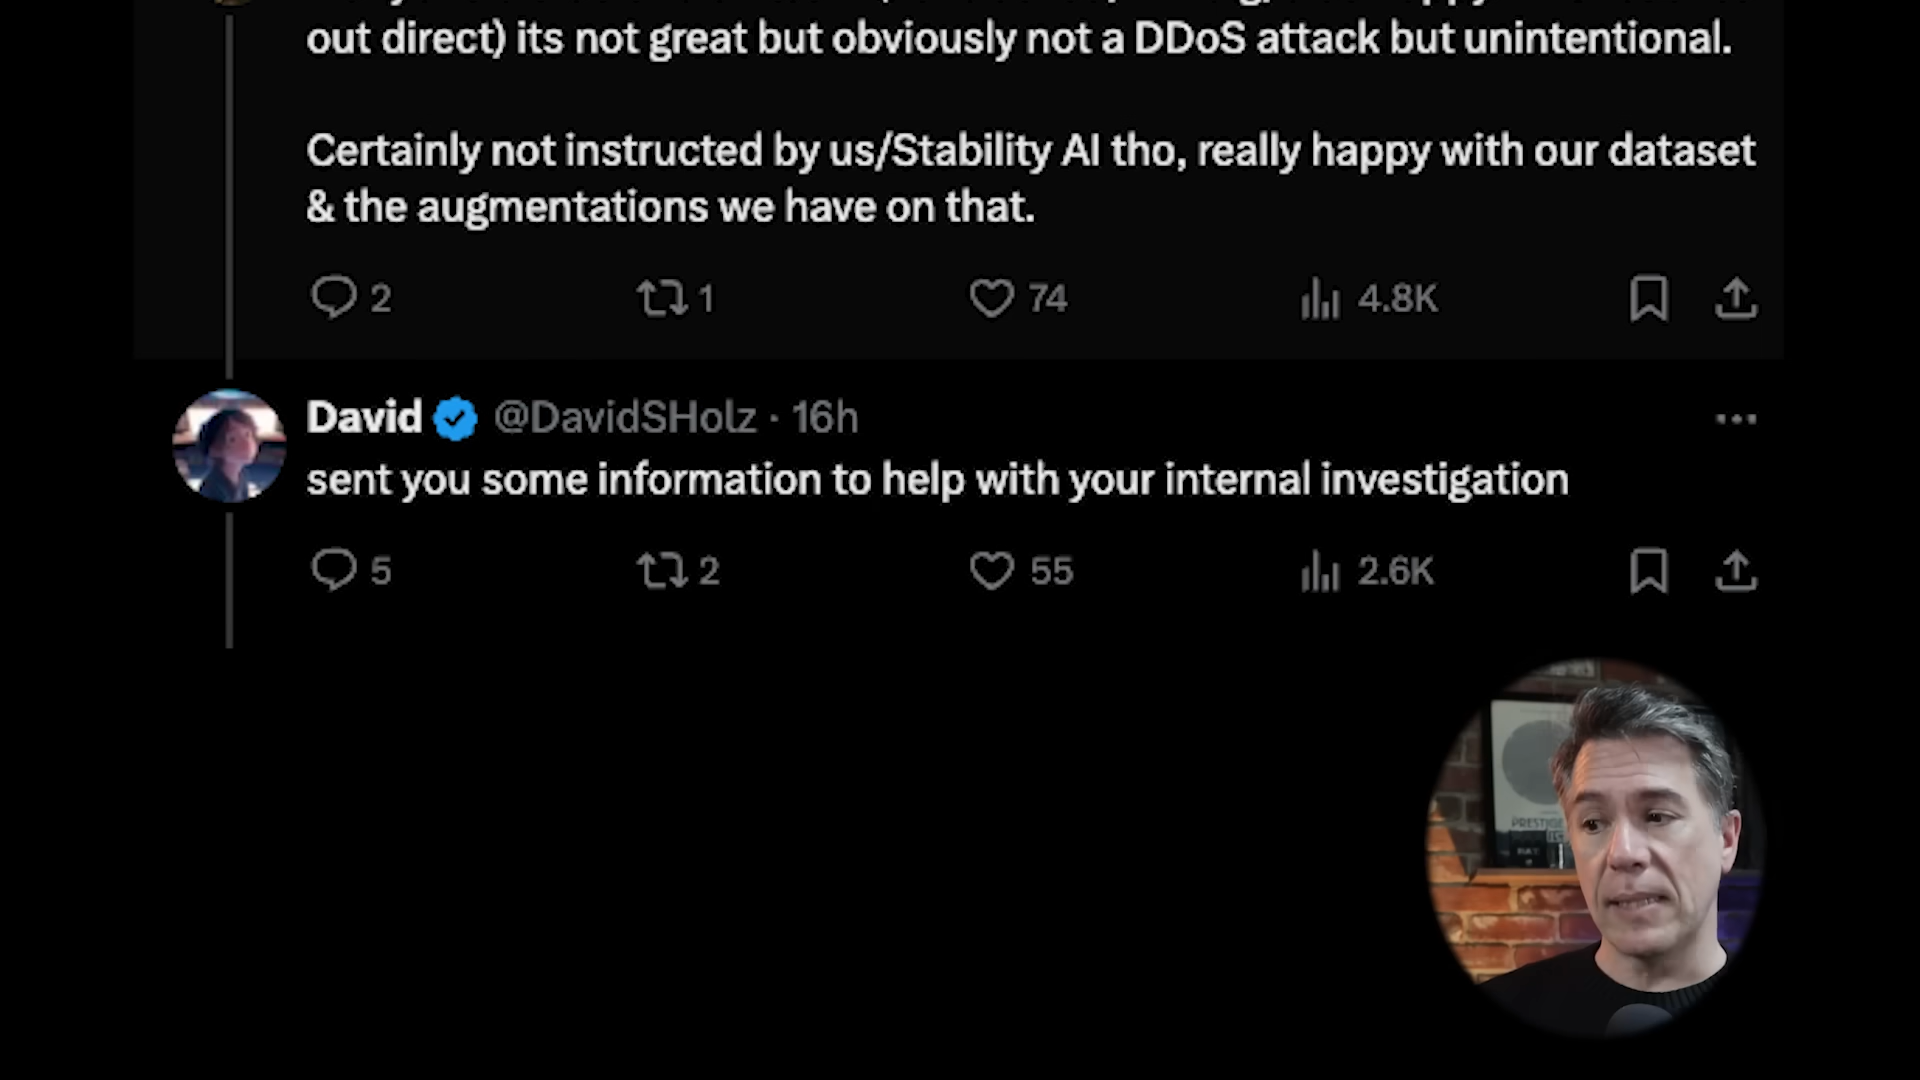 out direct) its not great but obviously not a DDoS attack but unintentional.
Certainly not instructed by us/Stability AI tho, really happy with our dataset
& the augmentations we have on that.
2 1 74 4.8K
David @DavidSHolz · 16h
sent you some information to help with your internal investigation
5 2 55 2.6K
PRESTIGE